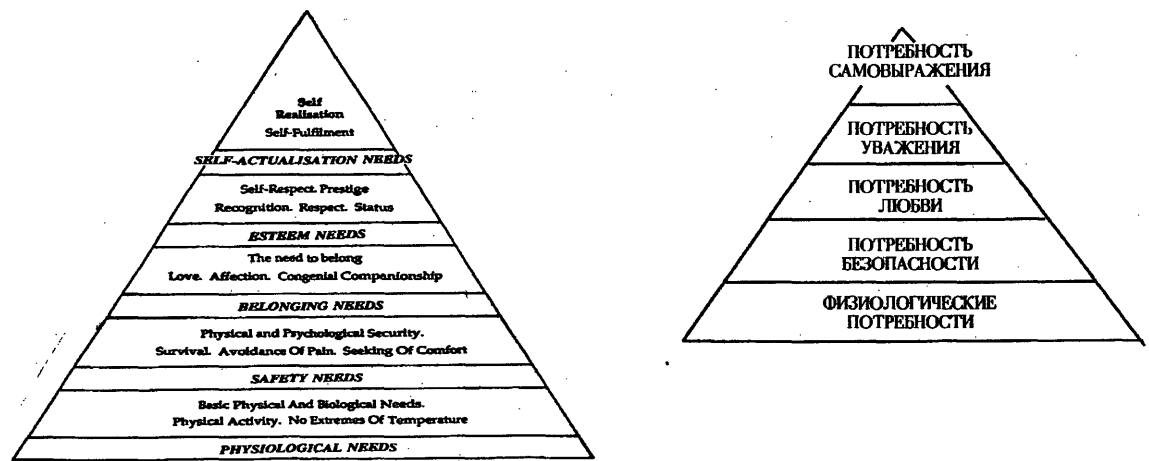 Self
Realisation
Self-Fulfilment
SELF-ACTUALISATION NEEDS
Self-Respect. Prestige
Recognition. Respect. Status
ESTEEM NEEDS
The need to belong
Love. Affection. Congenial Companionship
BELONGING NEEDS
Physical and Psychological Security.
Survival. Avoidance Of Pain. Seeking Of Comfort
SAFETY NEEDS
Basic Physical And Biological Needs.
Physical Activity. No Extremes Of Temperature
PHYSIOLOGICAL NEEDS
ПОТРЕБНОСТЬ
САМОВЫРАЖЕНИЯ
ПОТРЕБНОСТЬ
УВАЖЕНИЯ
ПОТРЕБНОСТЬ
ЛЮБВИ
ПОТРЕБНОСТЬ
БЕЗОПАСНОСТИ
ФИЗИОЛОГИЧЕСКИЕ
ПОТРЕБНОСТИ